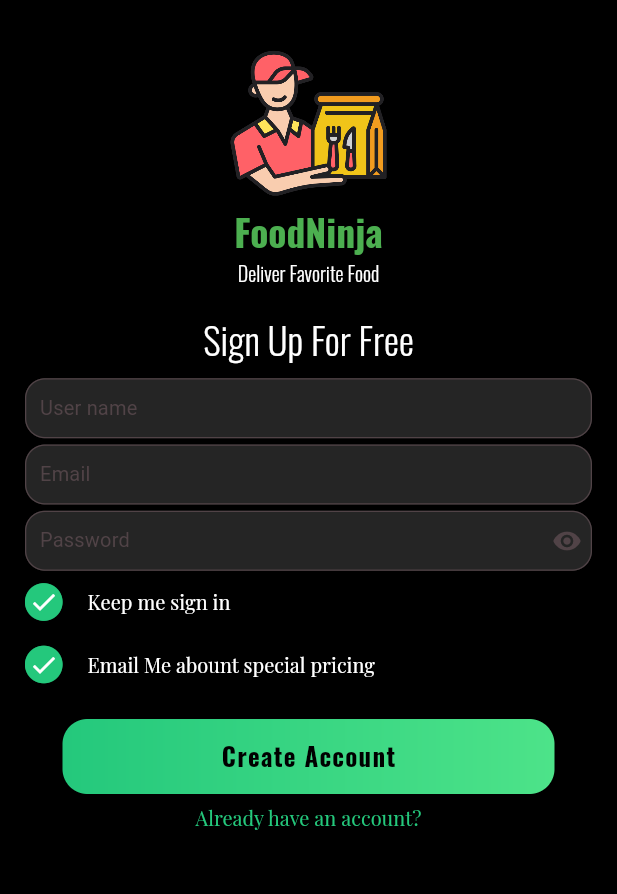 FoodNinja
Deliver Favorite Food
Sign Up For Free
User name
Email
Password
Keep me sign in
Email Me abount special pricing
Create Account
Already have an account?